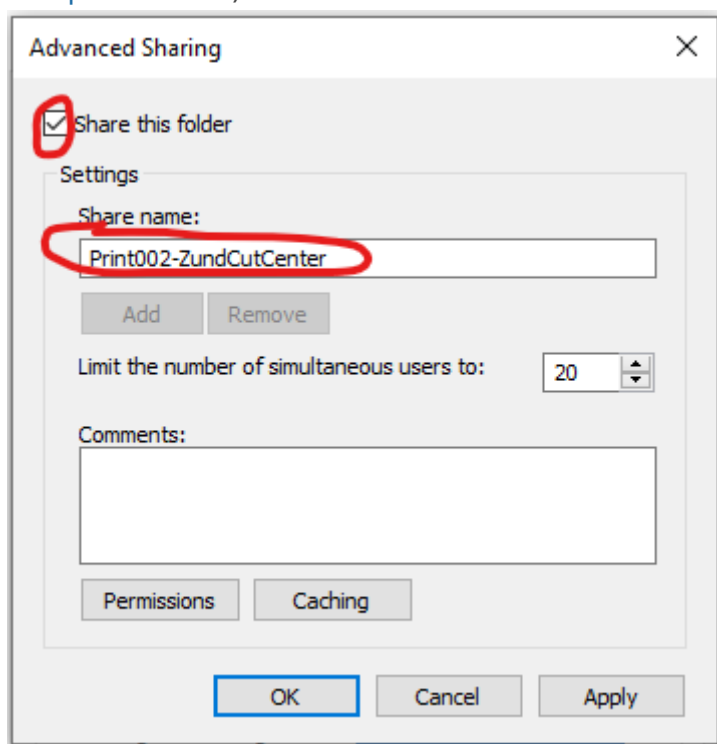 Advanced Sharing
Share this folder
Settings
Share name:
Print002-ZundCutCenter
Add Remove
Limit the number of simultaneous users to: 20
Comments:
Permissions Caching
OK Cancel Apply